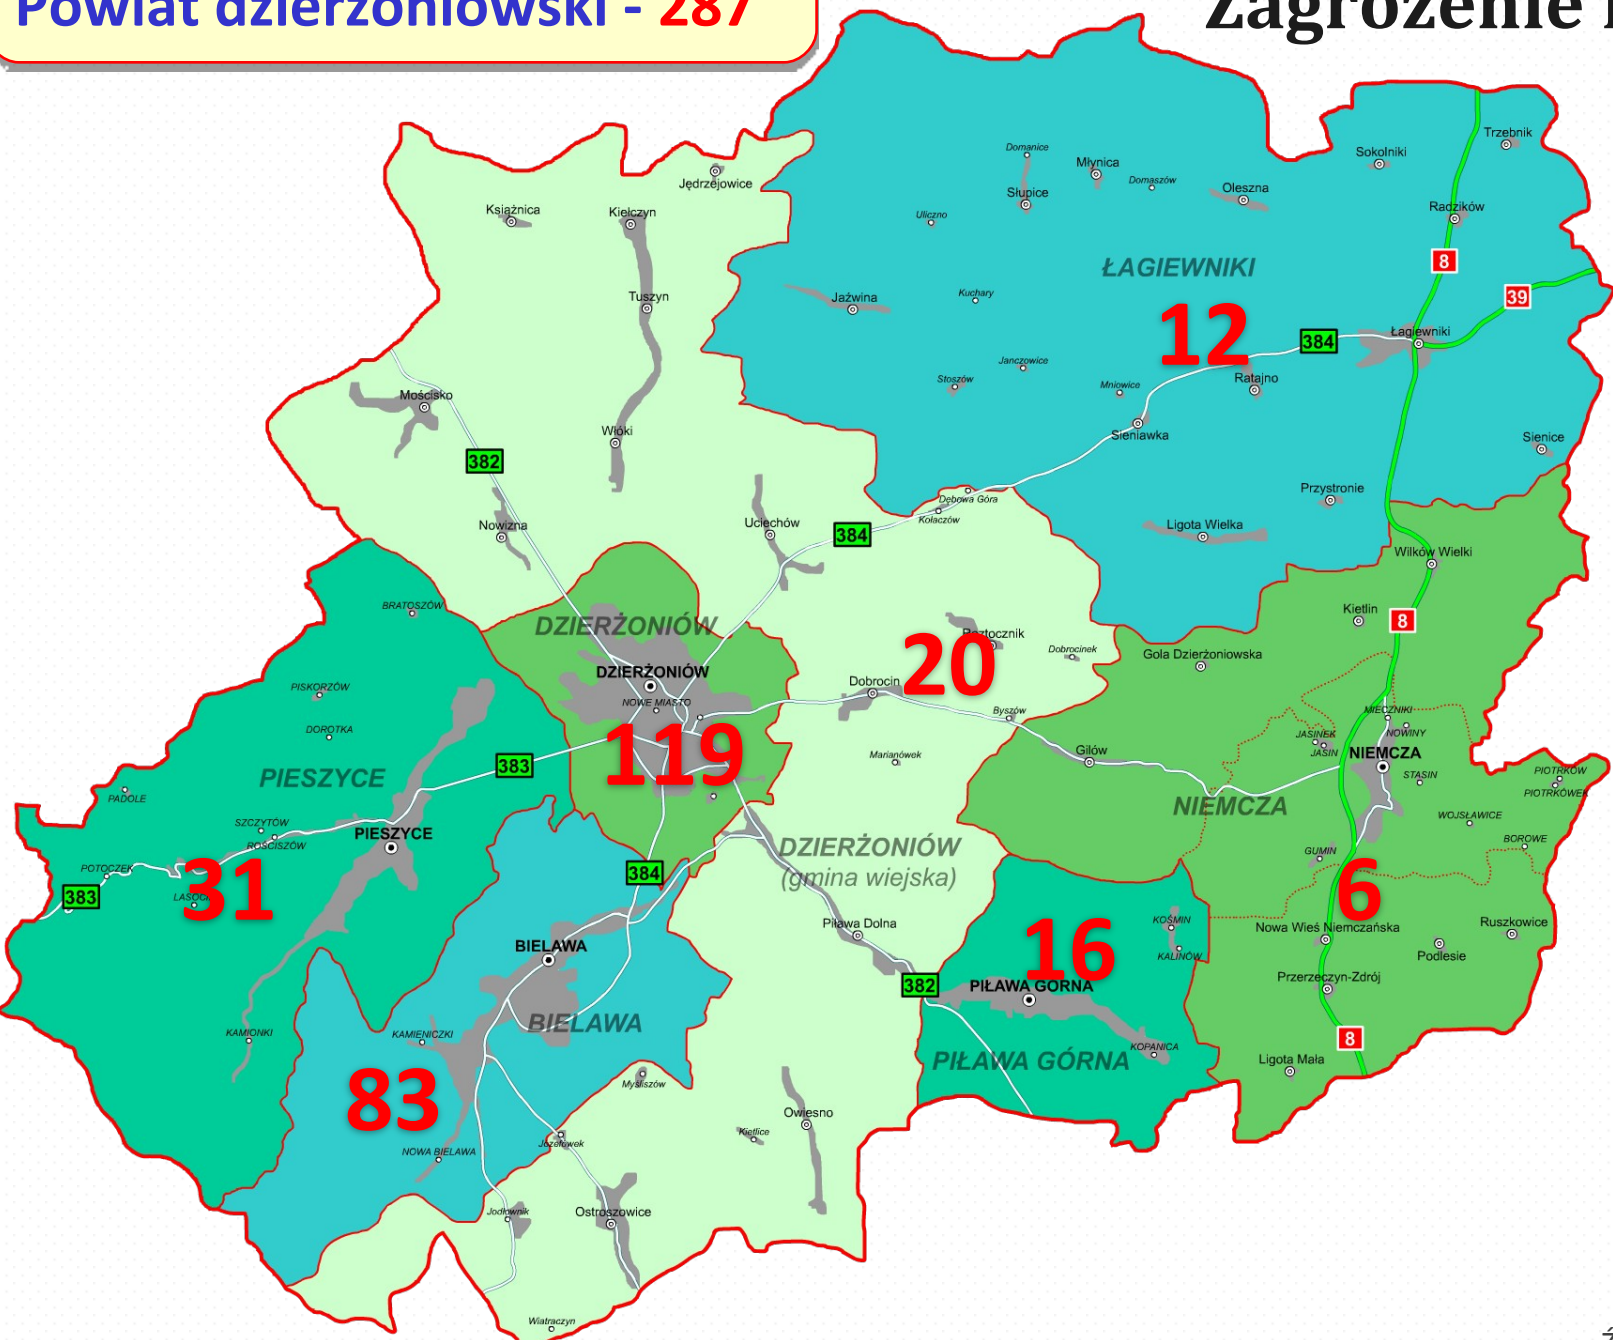 Powiat dzierżoniowski - 287
Zagrożenie
Jędrzejowice
Książnica
Kiełczyn
Tuszyn
Mościsko
Włóki
382
Nowizna
Uciechów
384
Domanice
Młynica
Domaszów
Słupice
Oleszna
Uliczno
Sokolniki
Trzebnik
Radzików
ŁAGIEWNIKI
8
39
Jaźwina
Kuchary
12
384
Łagiewniki
Janczowice
Stoszów
Mniowice
Ratajno
Sieniawka
Sienice
Dębowa Góra
Kołaczów
Przystronie
Ligota Wielka
Wilków Wielki
Kietlin
8
Gola Dzierżoniowska
BRATOSZÓW
DZIERŻONIÓW
DZIERŻONIÓW
NOWE MIASTO
119
20
Roztocznik
Dobrocinek
Dobrocin
Byszów
Marianówek
Gilów
PISKORZÓW
DOROTKA
383
PIESZYCE
PADOLE
SZCZYTÓW
ROŚCISZÓW
PIESZYCE
POTOCZEK
31
383
KAMIONKI
MIECZNIKI
NOWINY
JASINEK
JASIN
NIEMCZA
STASIN
PIOTRKÓW
PIOTRKÓWEK
NIEMCZA
WOJSŁAWICE
BOROWE
GUMIN
6
DZIERŻONIÓW
(gmina wiejska)
384
Piława Dolna
382
BIELAWA
BIELAWA
KAMIENICZKI
83
NOWA BIELAWA
16
KOŚMIN
KALINÓW
PIŁAWA GÓRNA
KOPANICA
PIŁAWA GÓRNA
Nowa Wieś Niemczańska
Ruszkowice
Podlesie
Przerzeczyn-Zdrój
8
Ligota Mała
Myśliszów
Owiesno
Kietlice
Józefówek
Jodłownik
Ostroszowice
Wiatraczyn